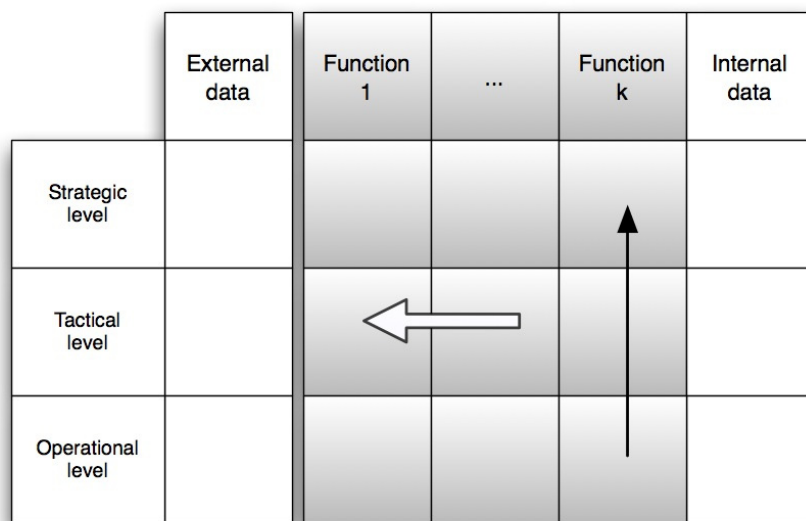 External
data
Function
1
...
Function
k
Internal
data
Strategic
level
Tactical
level
Operational
level